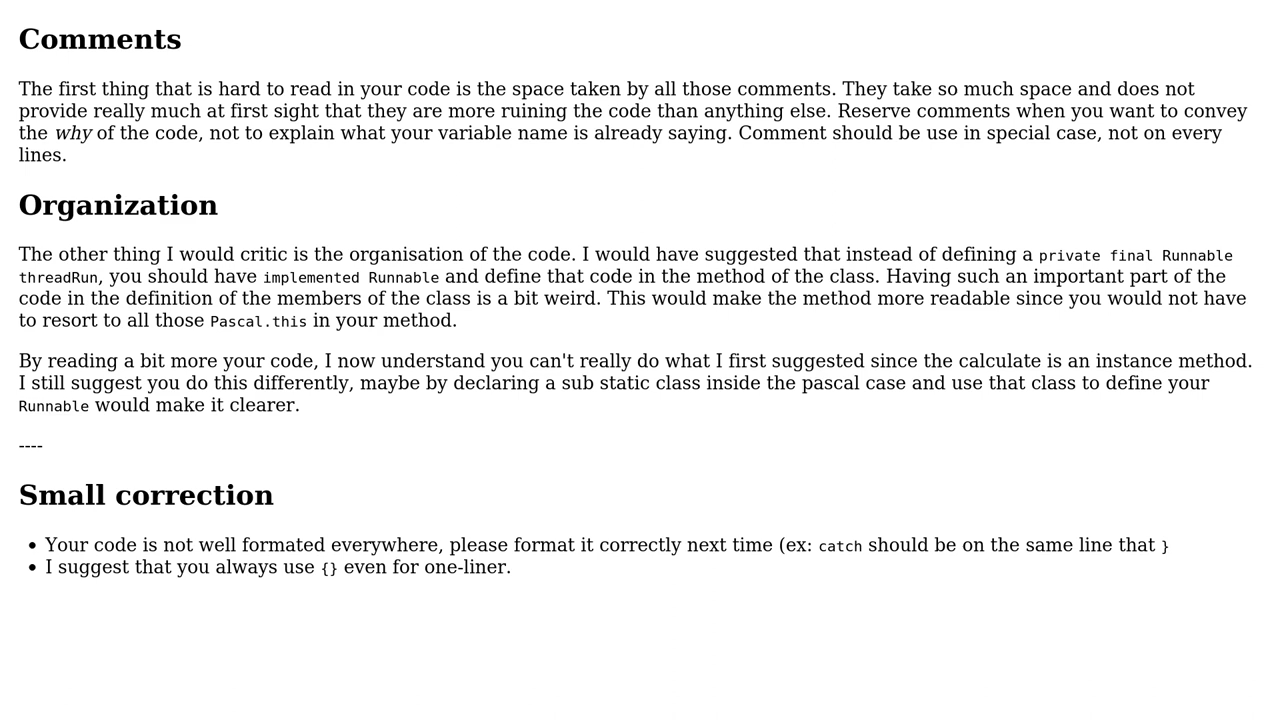 Comments
The first thing that is hard to read in your code is the space taken by all those comments. They take so much space and does not
provide really much at first sight that they are more ruining the code than anything else. Reserve comments when you want to convey
the why of the code, not to explain what your variable name is already saying. Comment should be use in special case, not on every
lines.
Organization
The other thing I would critic is the organisation of the code. I would have suggested that instead of defining a private final Runnable
threadRun, you should have implemented Runnable and define that code in the method of the class. Having such an important part of the
code in the definition of the members of the class is a bit weird. This would make the method more readable since you would not have
to resort to all those Pascal.this in your method.
By reading a bit more your code, I now understand you can't really do what I first suggested since the calculate is an instance method.
I still suggest you do this differently, maybe by declaring a sub static class inside the pascal case and use that class to define your
Runnable would make it clearer.
----
Small correction
• Your code is not well formated everywhere, please format it correctly next time (ex: catch should be on the same line that }
• I suggest that you always use {} even for one-liner.